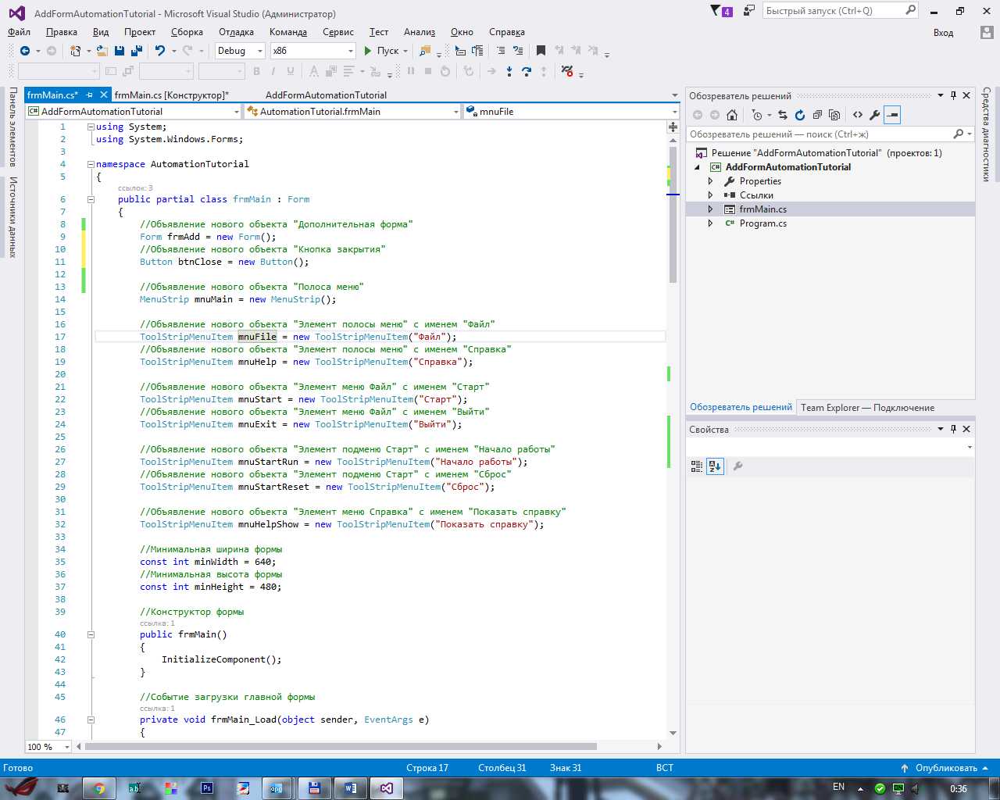 AddFormAutomationTutorial - Microsoft Visual Studio (Администратор)
4
Быстрый запуск (Ctrl+Q)
Файл Правка Вид Проект Сборка Отладка Команда Сервис Тест Анализ Окно Справка Вход
Debug x86 Пуск
Панель элементов
Источники данных
frmMain.cs* frmMain.cs [Конструктор]* AddFormAutomationTutorial
AddFormAutomationTutorial AutomationTutorial.frmMain mnuFile
1 using System;
2 using System.Windows.Forms;
3
4 namespace AutomationTutorial
5 {
ссылок: 3
6 public partial class frmMain : Form
7 {
8 //Объявление нового объекта "Дополнительная форма"
9 Form frmAdd = new Form();
10 //Объявление нового объекта "Кнопка закрытия"
11 Button btnClose = new Button();
12
13 //Объявление нового объекта "Полоса меню"
14 MenuStrip mnuMain = new MenuStrip();
15
16 //Объявление нового объекта "Элемент полосы меню" с именем "Файл"
17 ToolStripMenuItem mnuFile = new ToolStripMenuItem("Файл");
18 //Объявление нового объекта "Элемент полосы меню" с именем "Справка"
19 ToolStripMenuItem mnuHelp = new ToolStripMenuItem("Справка");
20
21 //Объявление нового объекта "Элемент меню Файл" с именем "Старт"
22 ToolStripMenuItem mnuStart = new ToolStripMenuItem("Старт");
23 //Объявление нового объекта "Элемент меню Файл" с именем "Выйти"
24 ToolStripMenuItem mnuExit = new ToolStripMenuItem("Выйти");
25
26 //Объявление нового объекта "Элемент подменю Старт" с именем "Начало работы"
27 ToolStripMenuItem mnuStartRun = new ToolStripMenuItem("Начало работы");
28 //Объявление нового объекта "Элемент подменю Старт" с именем "Сброс"
29 ToolStripMenuItem mnuStartReset = new ToolStripMenuItem("Сброс");
30
31 //Объявление нового объекта "Элемент меню Справка" с именем "Показать справку"
32 ToolStripMenuItem mnuHelpShow = new ToolStripMenuItem("Показать справку");
33
34 //Минимальная ширина формы
35 const int minWidth = 640;
36 //Минимальная высота формы
37 const int minHeight = 480;
38
39 //Конструктор формы
ссылка: 1
40 public frmMain()
41 {
42 InitializeComponent();
43 }
44
45 //Событие загрузки главной формы
ссылка: 1
46 private void frmMain_Load(object sender, EventArgs e)
47 {
100 %
Обозреватель решений
Обозреватель решений — поиск (Ctrl+ж)
Решение "AddFormAutomationTutorial" (проектов: 1)
C# AddFormAutomationTutorial
Properties
Ссылки
frmMain.cs
C# Program.cs
Обозреватель решений Team Explorer — Подключение
Свойства
Средства диагностики
Готово Строка 17 Столбец 31 Знак 31 ВСТ Опубликовать
a.b Ps apg W EN 0:36